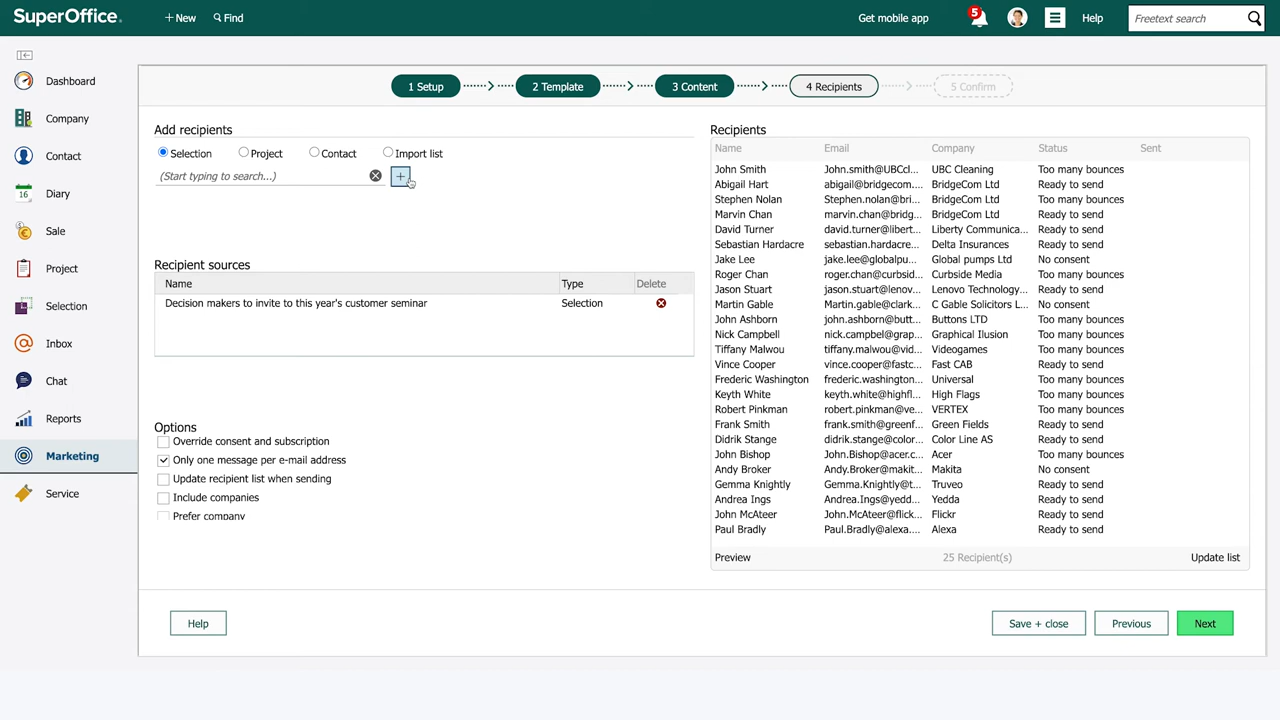 SuperOffice.
+ New
Find
Get mobile app
5
Help
Freetext search
Dashboard
Company
Contact
16
Diary
Sale
Project
Selection
Inbox
Chat
Reports
Marketing
Service
1 Setup
2 Template
3 Content
4 Recipients
5 Confirm
Add recipients
Selection Project Contact Import list
(Start typing to search...)
Recipient sources
Name Type Delete
Decision makers to invite to this year's customer seminar Selection
Options
Override consent and subscription
Only one message per e-mail address
Update recipient list when sending
Include companies
Prefer company
Recipients
Name Email Company Status Sent
John Smith John.smith@UBCcl... UBC Cleaning Too many bounces
Abigail Hart abigail@bridgecom... BridgeCom Ltd Ready to send
Stephen Nolan Stephen.nolan@bri... BridgeCom Ltd Too many bounces
Marvin Chan marvin.chan@bridg... BridgeCom Ltd Ready to send
David Turner david.turner@libert... Liberty Communica... Ready to send
Sebastian Hardacre sebastian.hardacre... Delta Insurances Ready to send
Jake Lee jake.lee@globalpu... Global pumps Ltd No consent
Roger Chan roger.chan@curbsid... Curbside Media Too many bounces
Jason Stuart jason.stuart@lenov... Lenovo Technology... Ready to send
Martin Gable Martin.gable@clark... C Gable Solicitors L... No consent
John Ashborn john.ashborn@butt... Buttons LTD Too many bounces
Nick Campbell nick.campbel@grap... Graphical Ilusion Too many bounces
Tiffany Malwou tiffany.malwou@vid... Videogames Too many bounces
Vince Cooper vince.cooper@fastc... Fast CAB Ready to send
Frederic Washington frederic.washington... Universal Too many bounces
Keyth White keyth.white@highfl... High Flags Too many bounces
Robert Pinkman robert.pinkman@ve... VERTEX Too many bounces
Frank Smith frank.smith@greenf... Green Fields Ready to send
Didrik Stange didrik.stange@color... Color Line AS Ready to send
John Bishop John.Bishop@acer.c... Acer Too many bounces
Andy Broker Andy.Broker@makit... Makita No consent
Gemma Knightly Gemma.Knightly@t... Truveo Ready to send
Andrea Ings Andrea.Ings@yedd... Yedda Ready to send
John McAteer John.McAteer@flick... Flickr Ready to send
Paul Bradly Paul.Bradly@alexa.... Alexa Ready to send
Preview 25 Recipient(s) Update list
Help
Save + close
Previous
Next